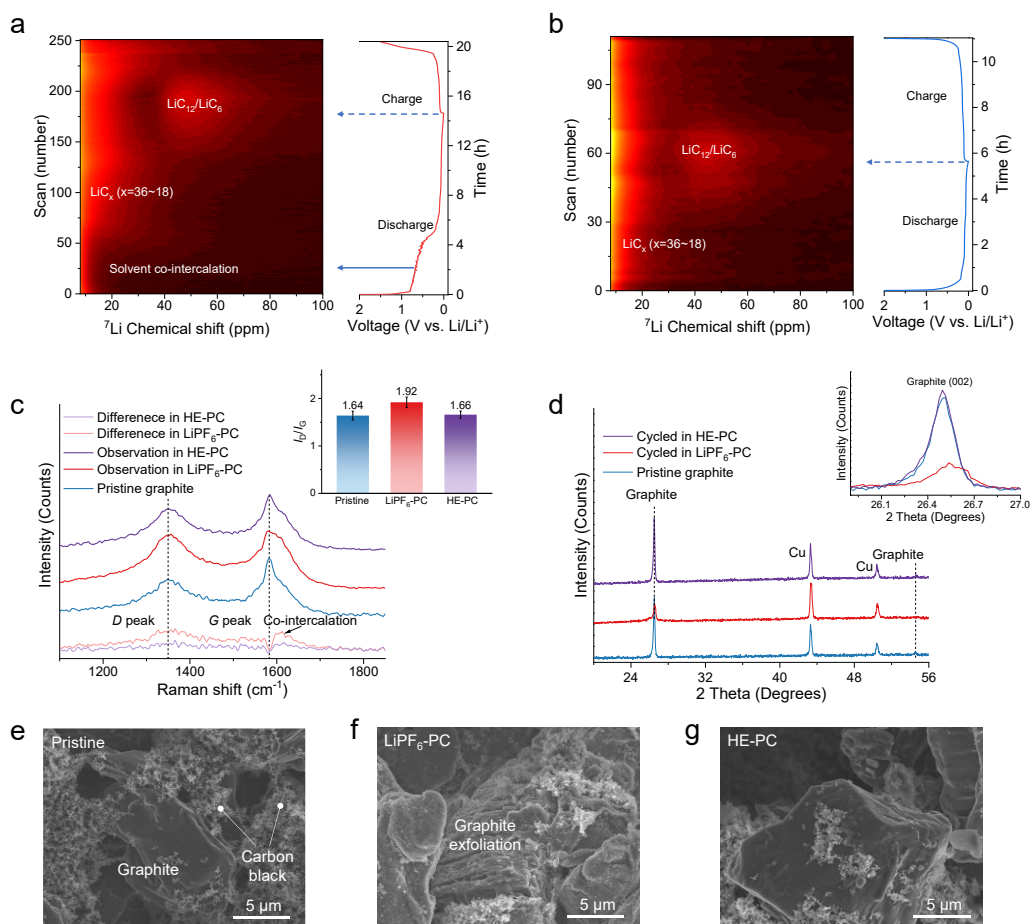 a
250
200
150
100
50
0
Scan (number)
LiC₁₂/LiC₆
LiCₓ (x=36~18)
Solvent co-intercalation
20 40 60 80 100
⁷Li Chemical shift (ppm)
Charge
Discharge
20
16
12
8
4
0
Time (h)
2 1 0
Voltage (V vs. Li/Li⁺)
b
90
60
30
0
Scan (number)
LiC₁₂/LiC₆
LiCₓ (x=36~18)
20 40 60 80 100
⁷Li Chemical shift (ppm)
Charge
Discharge
10
8
6
4
2
0
Time (h)
2 1 0
Voltage (V vs. Li/Li⁺)
c
Differenece in HE-PC
Differenece in LiPF₆-PC
Observation in HE-PC
Observation in LiPF₆-PC
Pristine graphite
2
1
0
I_D/I_G
1.64 1.92 1.66
Pristine LiPF₆-PC HE-PC
Intensity (Counts)
D peak G peak Co-intercalation
1200 1400 1600 1800
Raman shift (cm⁻¹)
d
Cycled in HE-PC
Cycled in LiPF₆-PC
Pristine graphite
Graphite (002)
Intensity (Counts)
26.1 26.4 26.7 27.0
2 Theta (Degrees)
Graphite
Cu
Cu
Graphite
Intensity (Counts)
24 32 40 48 56
2 Theta (Degrees)
e
Pristine
Graphite
Carbon
black
5 µm
f
LiPF₆-PC
Graphite
exfoliation
5 µm
g
HE-PC
5 µm